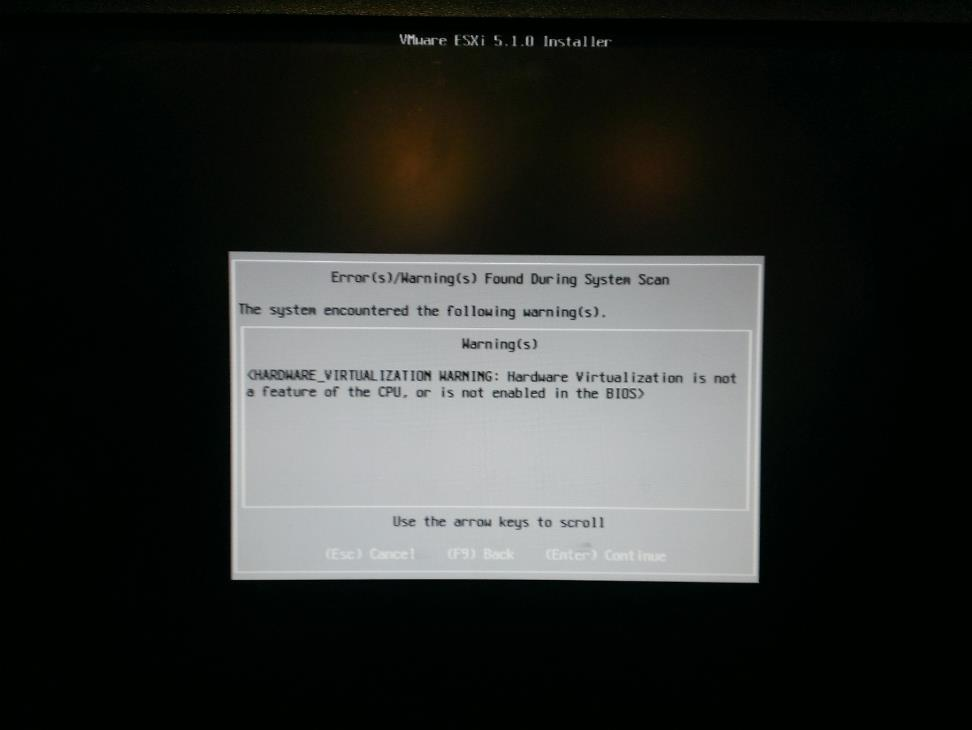 VMware ESXi 5.1.0 Installer
Error(s)/Warning(s) Found During System Scan
The system encountered the following warning(s).
Warning(s)
<HARDWARE_VIRTUALIZATION WARNING: Hardware Virtualization is not
a feature of the CPU, or is not enabled in the BIOS>
Use the arrow keys to scroll
(Esc) Cancel (F9) Back (Enter) Continue